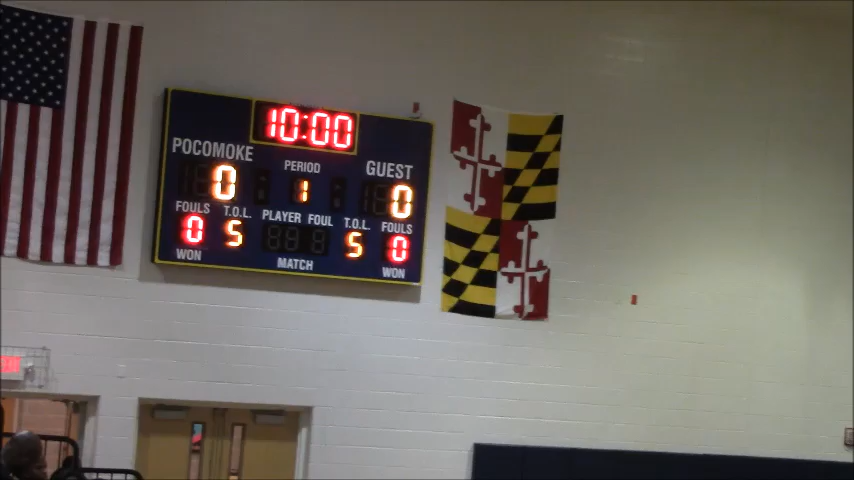 10:00
POCOMOKE PERIOD GUEST
0 1 0
FOULS T.O.L. PLAYER FOUL T.O.L. FOULS
0 5 5 0
WON MATCH WON